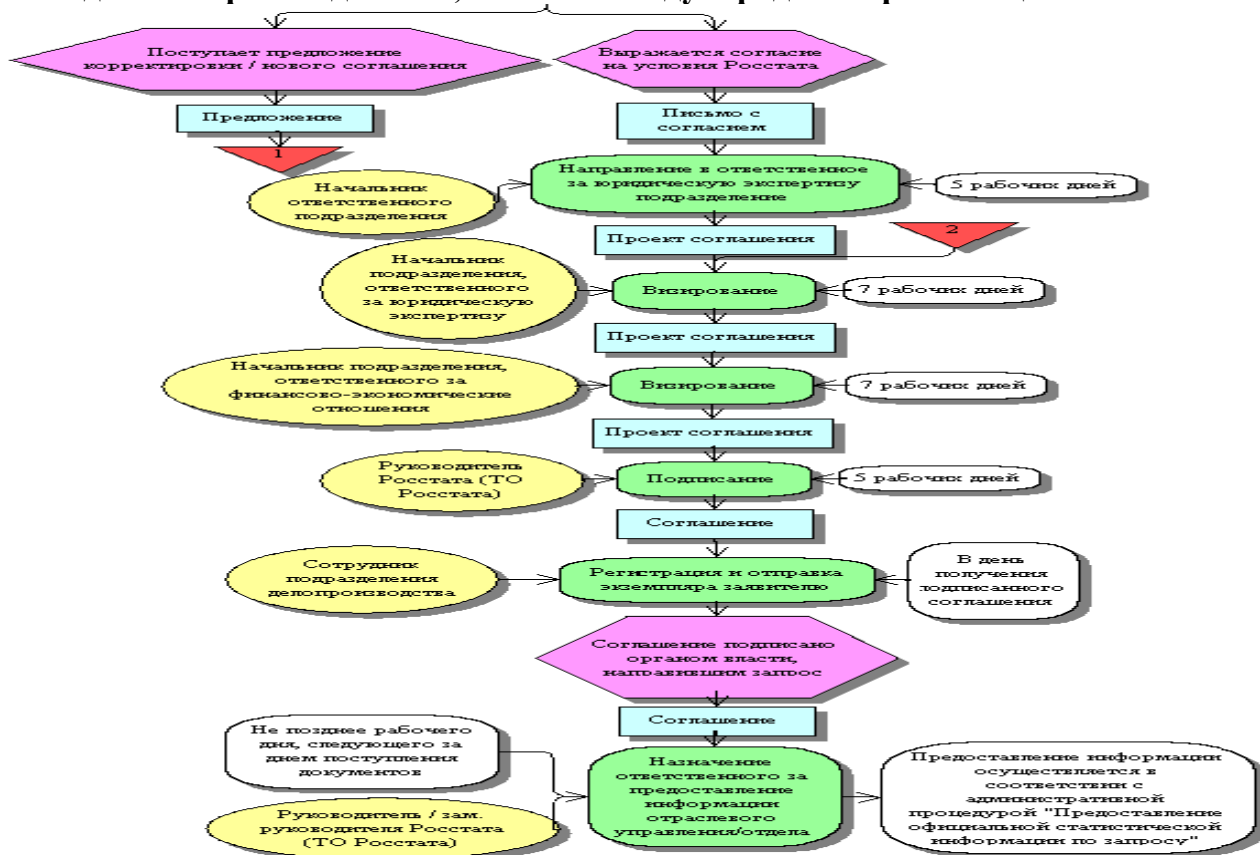 Поступает предложение
корректировки / нового соглашения
Выражается согласие
на условия Росстата
Предложение
Письмо с
согласием
1
Начальник
ответственного
подразделения
Направление в ответственное
за юридическую экспертизу
подразделение
5 рабочих дней
Проект соглашения
2
Начальник
подразделения,
ответственного
за юридическую
экспертизу
Визирование
7 рабочих дней
Проект соглашения
Начальник подразделения,
ответственного за
финансово-экономические
отношения
Визирование
7 рабочих дней
Проект соглашения
Руководитель
Росстата (ТО
Росстата)
Подписание
5 рабочих дней
Соглашение
Сотрудник
подразделения
делопроизводства
Регистрация и отправка
экземпляра заявителю
В день
получения
подписанного
соглашения
Соглашение подписано
органом власти,
направившим запрос
Соглашение
Не позднее рабочего
дня, следующего за
днем поступления
документов
Руководитель / зам.
руководителя Росстата
(ТО Росстата)
Назначение
ответственного за
предоставление
информации
отраслевого
управления/отдела
Предоставление информации
осуществляется в
соответствии с
административной
процедурой "Предоставление
официальной статистической
информации по запросу"